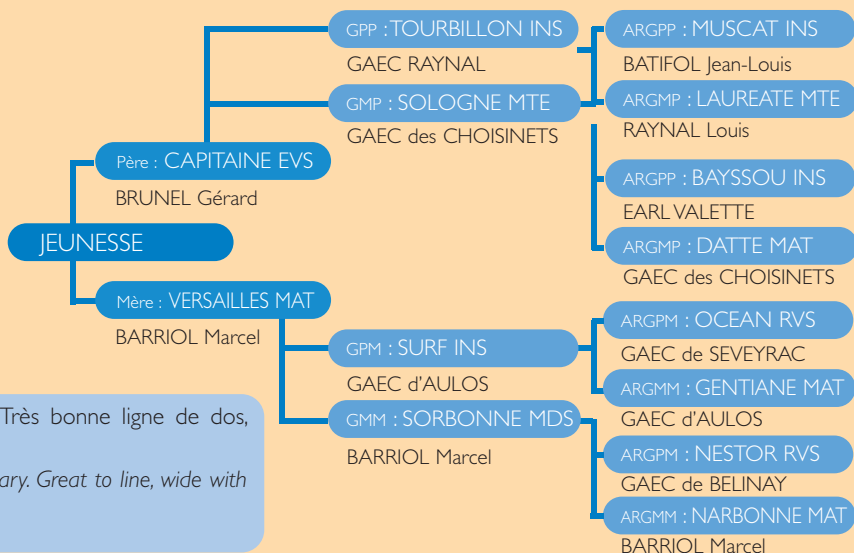 GPP : TOURBILLON INS
GAEC RAYNAL
GMP : SOLOGNE MTE
GAEC des CHOISINETS
ARGPP : MUSCAT INS
BATIFOL Jean-Louis
ARGMP : LAUREATE MTE
RAYNAL Louis
ARGPP : BAYSSOU INS
EARL VALETTE
ARGMP : DATTE MAT
GAEC des CHOISINETS
Père : CAPITAINE EVS
BRUNEL Gérard
JEUNESSE
Mère : VERSAILLES MAT
BARRIOL Marcel
GPM : SURF INS
GAEC d'AULOS
GMM : SORBONNE MDS
BARRIOL Marcel
ARGPM : OCEAN RVS
GAEC de SEVEYRAC
ARGMM : GENTIANE MAT
GAEC d'AULOS
ARGPM : NESTOR RVS
GAEC de BELINAY
ARGMM : NARBONNE MAT
BARRIOL Marcel
Très bonne ligne de dos,
ary. Great to line, wide with